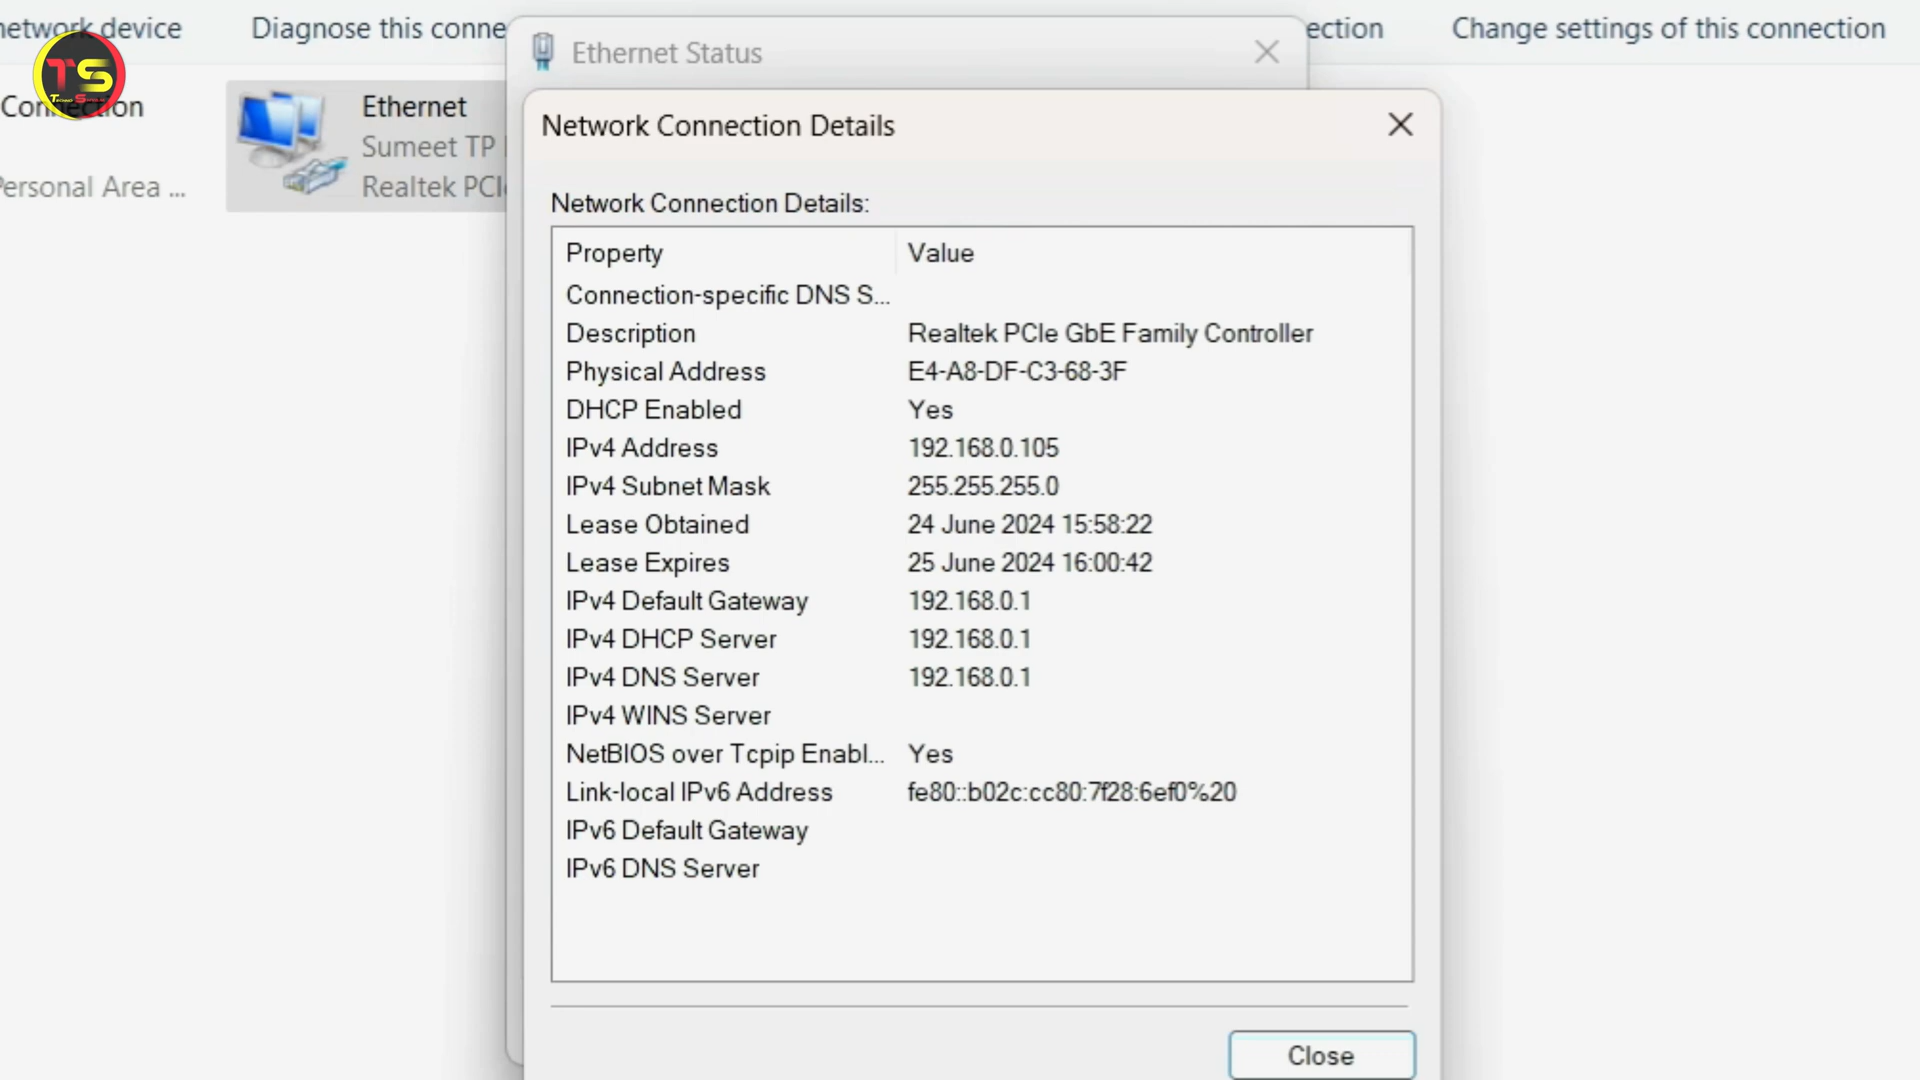 network device Diagnose this conne ection Change settings of this connection
Ethernet Status
TS
Connection
Ethernet
Sumeet TP
Personal Area ...
Realtek PCIe
Network Connection Details
Network Connection Details:
Property Value
Connection-specific DNS S...
Description Realtek PCIe GbE Family Controller
Physical Address E4-A8-DF-C3-68-3F
DHCP Enabled Yes
IPv4 Address 192.168.0.105
IPv4 Subnet Mask 255.255.255.0
Lease Obtained 24 June 2024 15:58:22
Lease Expires 25 June 2024 16:00:42
IPv4 Default Gateway 192.168.0.1
IPv4 DHCP Server 192.168.0.1
IPv4 DNS Server 192.168.0.1
IPv4 WINS Server
NetBIOS over Tcpip Enabl... Yes
Link-local IPv6 Address fe80::b02c:cc80:7f28:6ef0%20
IPv6 Default Gateway
IPv6 DNS Server
Close